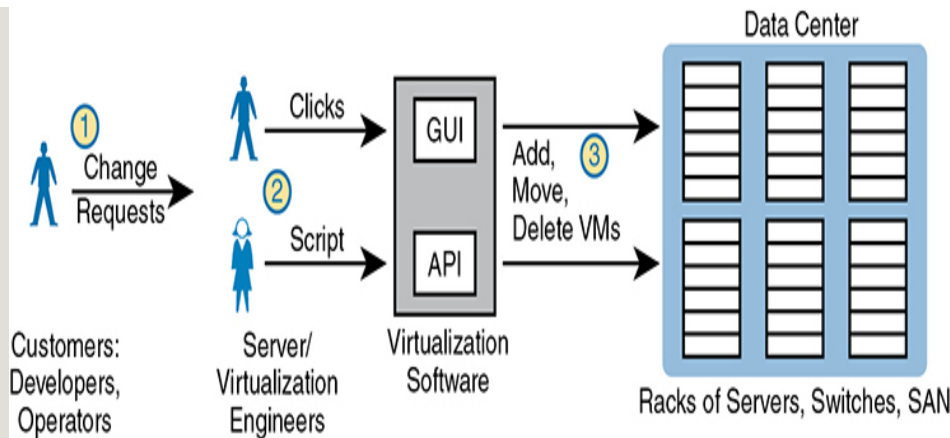 Data Center
1
Change
Requests
Clicks
2
Script
GUI
API
3
Add,
Move,
Delete VMs
Customers:
Developers,
Operators
Server/
Virtualization
Engineers
Virtualization
Software
Racks of Servers, Switches, SAN